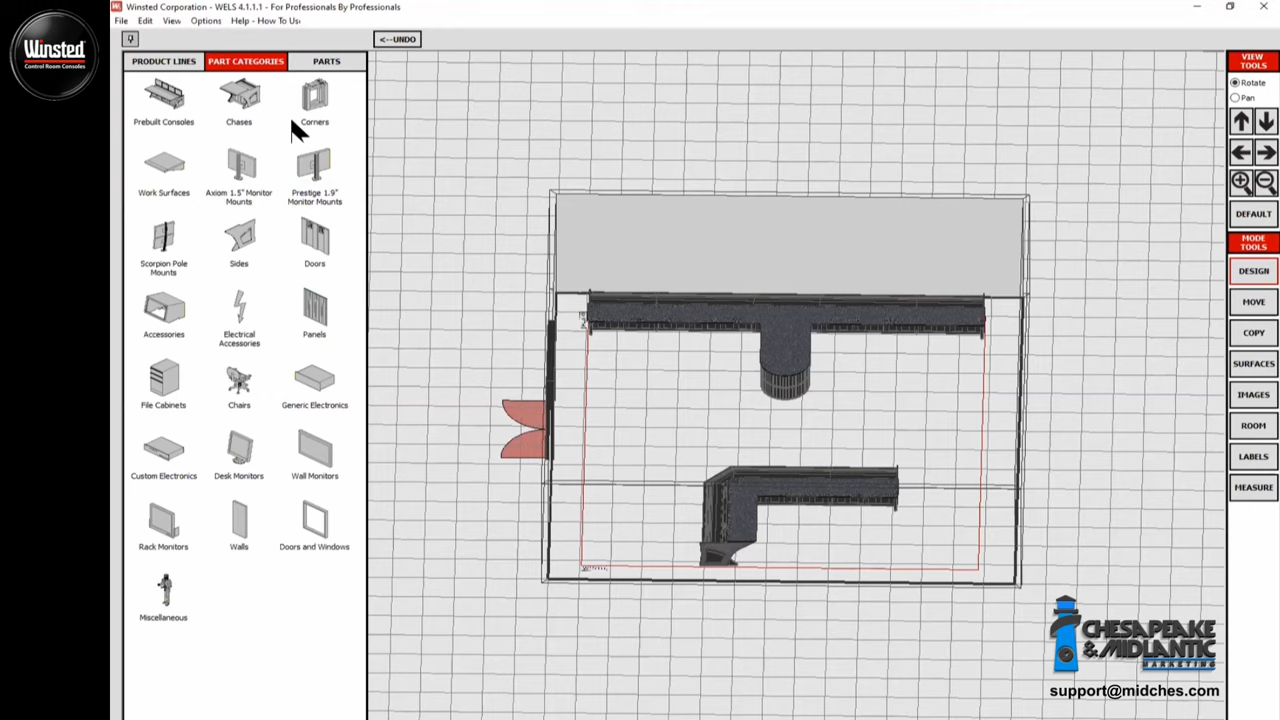 Winsted
Control Room Consoles
Winsted Corporation - WELS 4.1.1.1 - For Professionals By Professionals
File Edit View Options Help - How To Us
<--UNDO
PRODUCT LINES PART CATEGORIES PARTS
Prebuilt Consoles Chases Corners
Work Surfaces Axiom 1.5" Monitor Mounts Prestige 1.9" Monitor Mounts
Scorpion Pole Mounts Sides Doors
Accessories Electrical Accessories Panels
File Cabinets Chairs Generic Electronics
Custom Electronics Desk Monitors Wall Monitors
Rack Monitors Walls Doors and Windows
Miscellaneous
VIEW TOOLS
Rotate
Pan
DEFAULT
MODE TOOLS
DESIGN
MOVE
COPY
SURFACES
IMAGES
ROOM
LABELS
MEASURE
CHESAPEAKE
& MIDLANTIC
MARKETING
support@midches.com